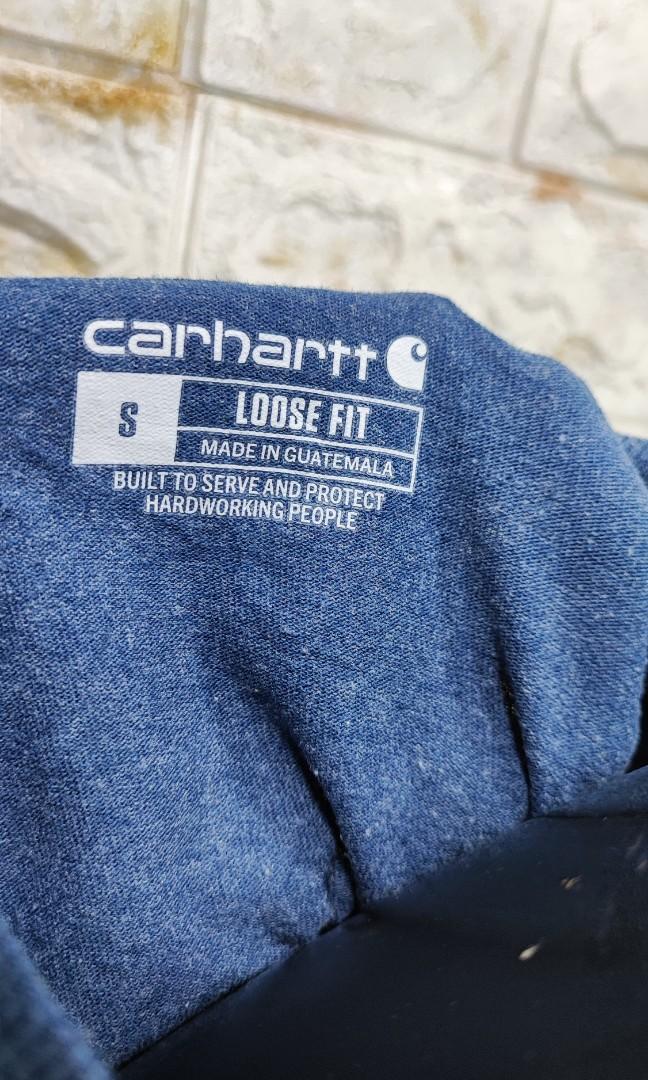 carhartt
S
LOOSE FIT
MADE IN GUATEMALA
BUILT TO SERVE AND PROTECT
HARDWORKING PEOPLE